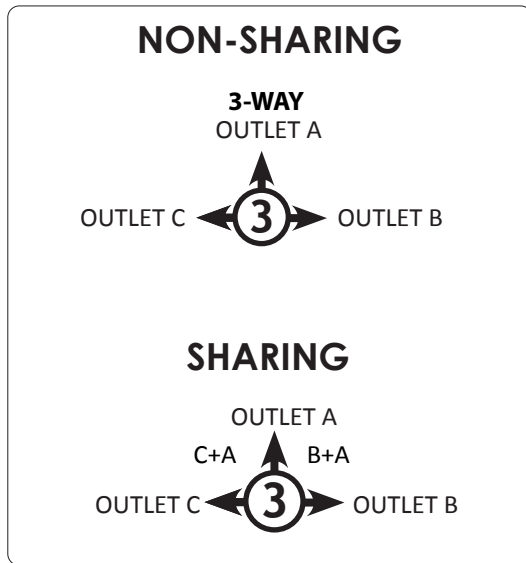 NON-SHARING
3-WAY
OUTLET A
OUTLET C 3 OUTLET B
SHARING
OUTLET A
C+A B+A
OUTLET C 3 OUTLET B